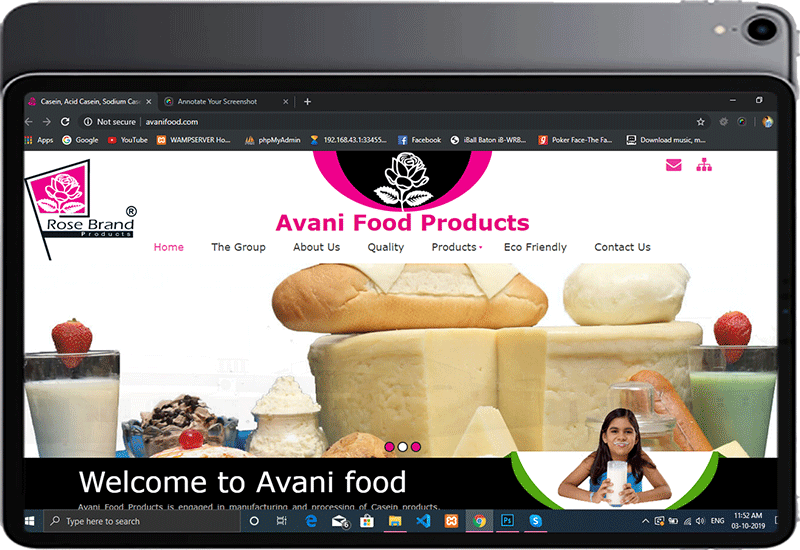 Casein, Acid Casein, Sodium Case
Annotate Your Screenshot
Not secure | avanifood.com
Apps
Google
YouTube
WAMPSERVER Ho...
phpMyAdmin
192.168.43.1:33455...
Facebook
iBall Baton iB-WRB...
Poker Face-The Fa...
Download music, m...
Rose Brand ®
Products
Avani Food Products
Home
The Group
About Us
Quality
Products
Eco Friendly
Contact Us
Welcome to Avani food
Avani Food Products is engaged in manufacturing and processing of Casein products,
Type here to search
ENG
11:52 AM
03-10-2019